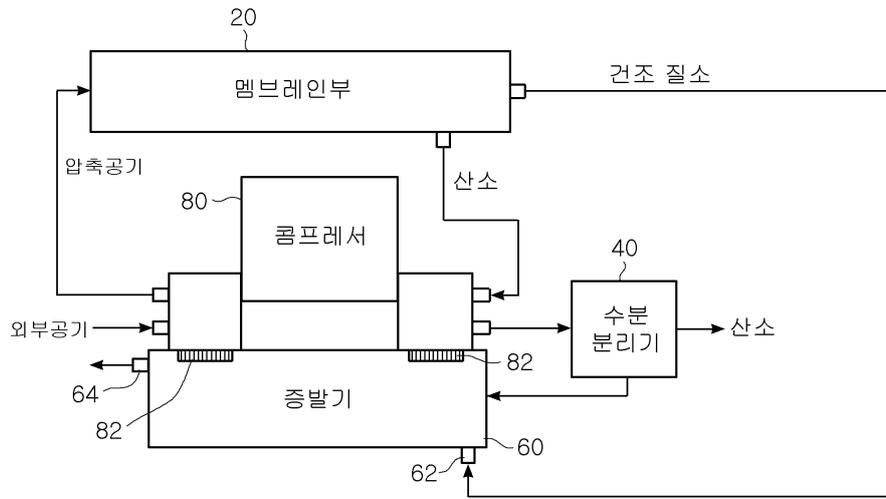 20
멤브레인부
건조 질소
압축공기
산소
80
콤프레서
40
수분
분리기
산소
외부공기
82
64
증발기
82
60
62